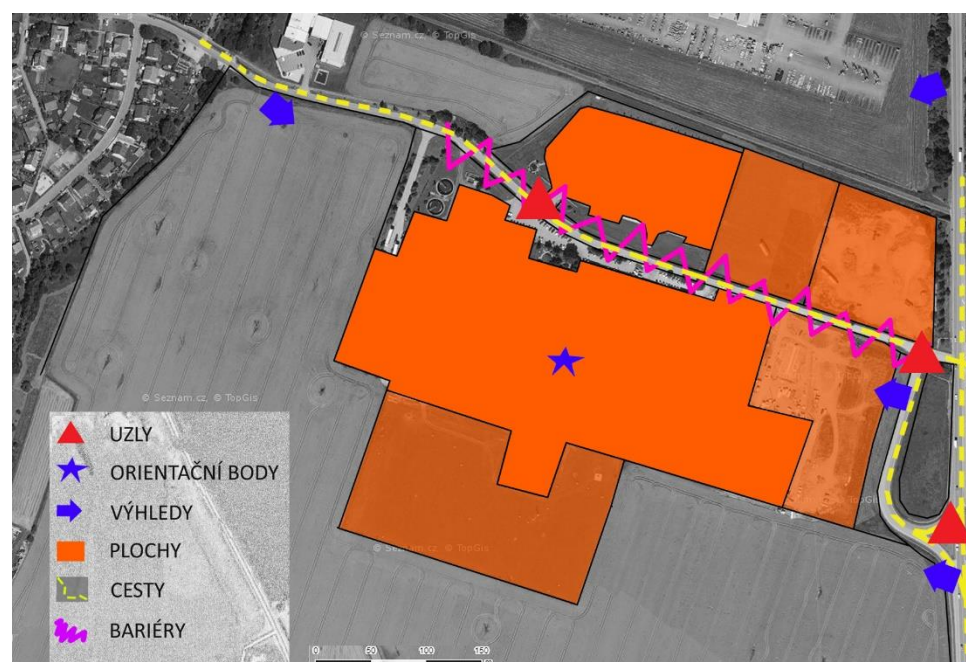 © Seznam.cz, © TopGis
© Seznam.cz, © TopGis
UZLY
ORIENTAČNÍ BODY
VÝHLEDY
PLOCHY
CESTY
BARIÉRY
© Seznam.cz, © TopGis
0 50 100 150